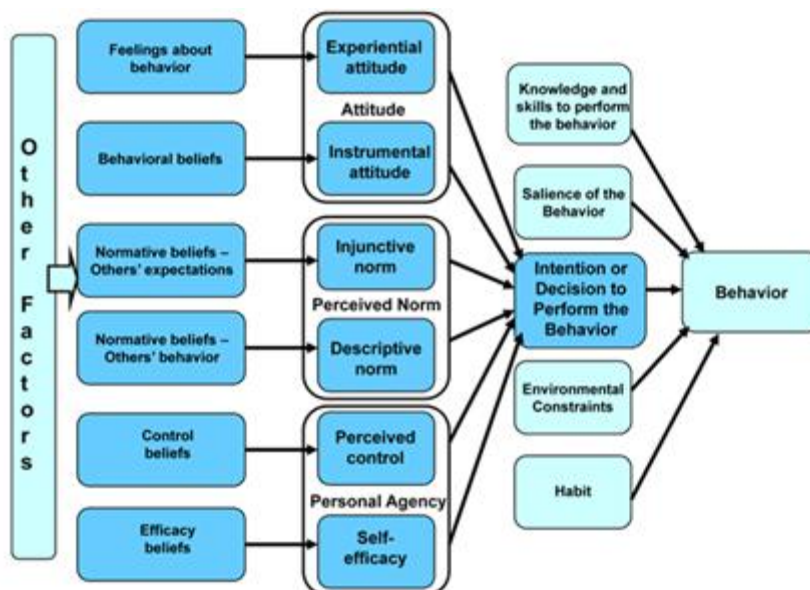 Other Factors
Feelings about
behavior
Behavioral beliefs
Normative beliefs –
Others' expectations
Normative beliefs –
Others' behavior
Control
beliefs
Efficacy
beliefs
Experiential
attitude
Attitude
Instrumental
attitude
Injunctive
norm
Perceived Norm
Descriptive
norm
Perceived
control
Personal Agency
Self-
efficacy
Knowledge and
skills to perform
the behavior
Salience of the
Behavior
Intention or
Decision to
Perform the
Behavior
Environmental
Constraints
Habit
Behavior